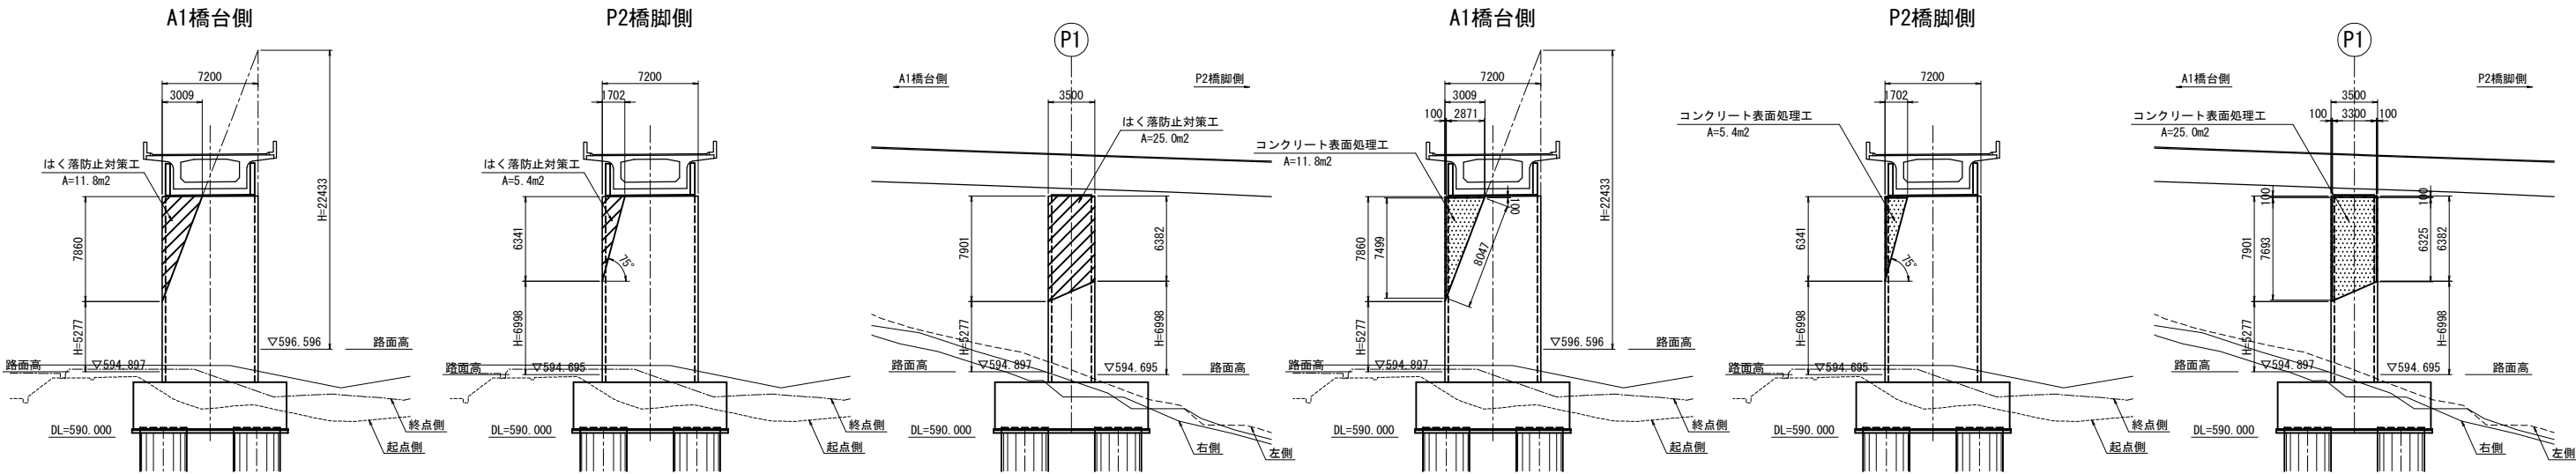 A1橋台側
7200
3009
はく落防止対策工
A=11.8m2
H=22433
7860
H=5277
▽596.596
路面高
路面高
▽594.897
DL=590.000
終点側
起点側
P2橋脚側
7200
1702
はく落防止対策工
A=5.4m2
6341
75°
H=6998
路面高
▽594.695
DL=590.000
終点側
起点側
P1
A1橋台側
P2橋脚側
3500
はく落防止対策工
A=25.0m2
7901
6382
H=5277
H=6998
路面高
▽594.897
▽594.695
路面高
DL=590.000
右側
左側
A1橋台側
7200
3009
100
2871
コンクリート表面処理工
A=11.8m2
H=22433
100
7860
7499
8047
H=5277
▽596.596
路面高
路面高
▽594.897
DL=590.000
終点側
起点側
P2橋脚側
7200
1702
コンクリート表面処理工
A=5.4m2
6341
75°
H=6998
路面高
▽594.695
DL=590.000
終点側
起点側
P1
A1橋台側
P2橋脚側
3500
100
3300
100
コンクリート表面処理工
A=25.0m2
100
100
7901
7693
6325
6382
H=5277
H=6998
路面高
▽594.897
▽594.695
路面高
DL=590.000
右側
左側